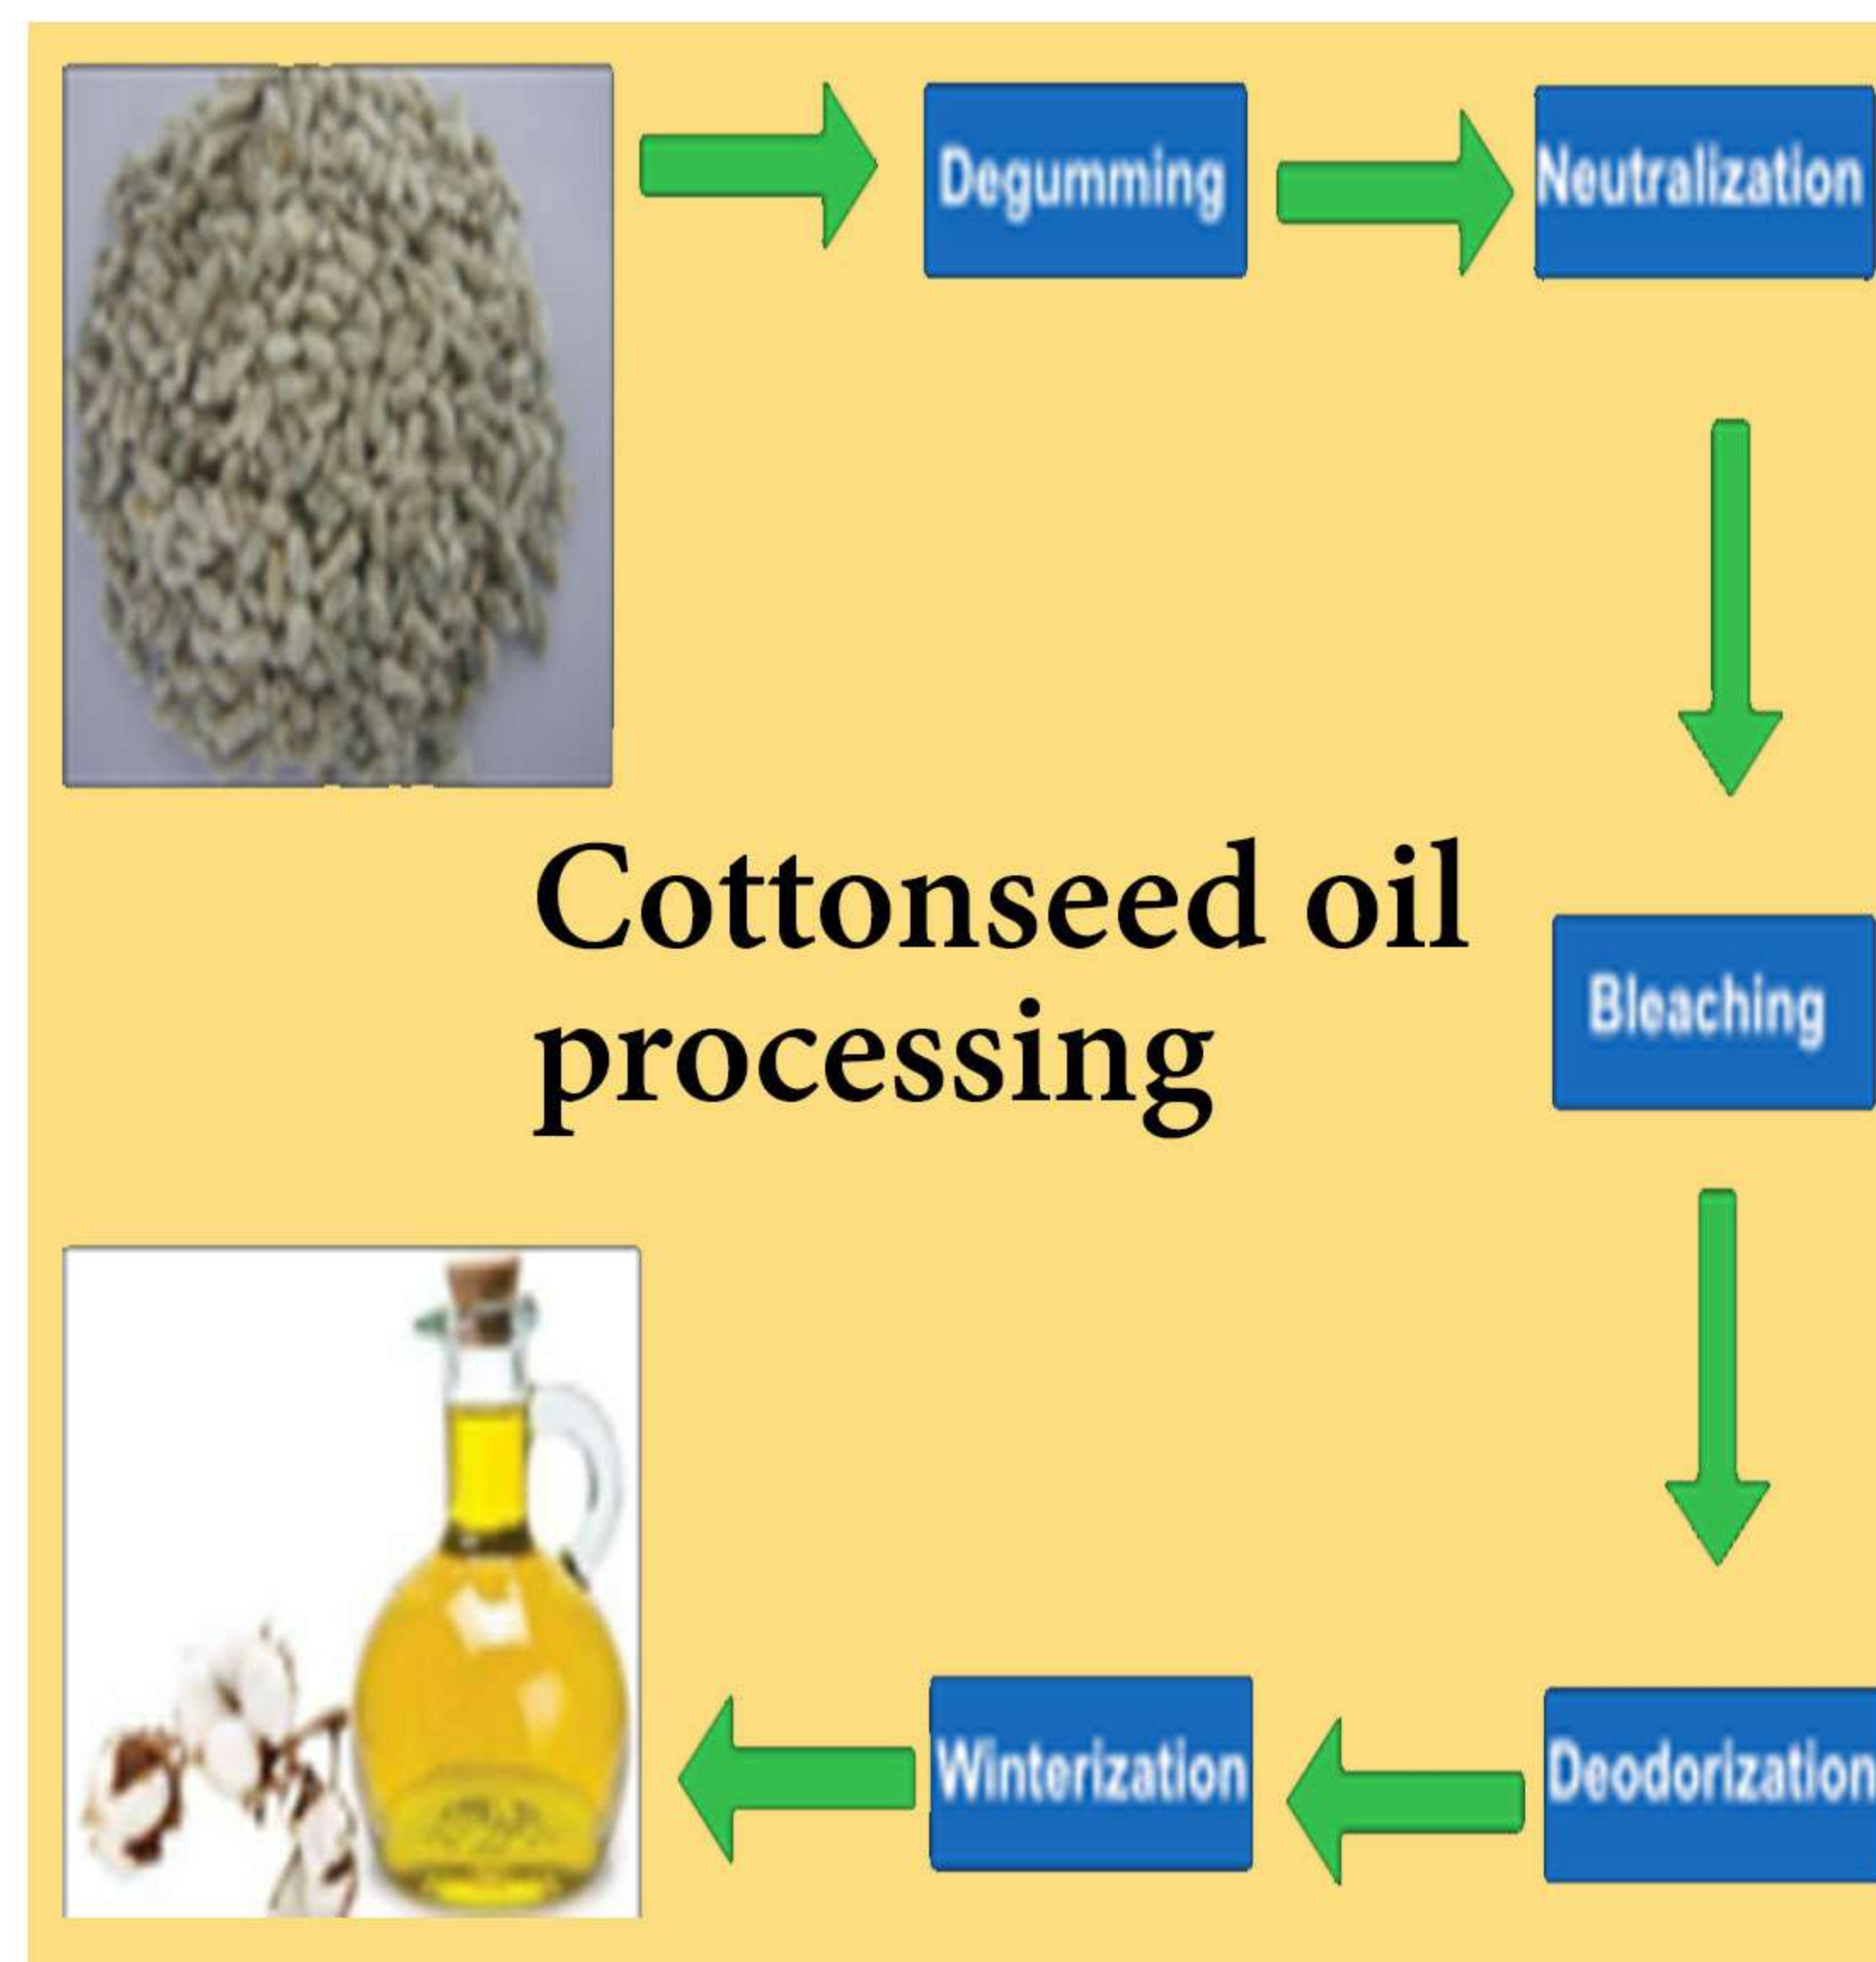 Degumming
Neutralization
Cottonseed oil
processing
Bleaching
Winterization
Deodorization